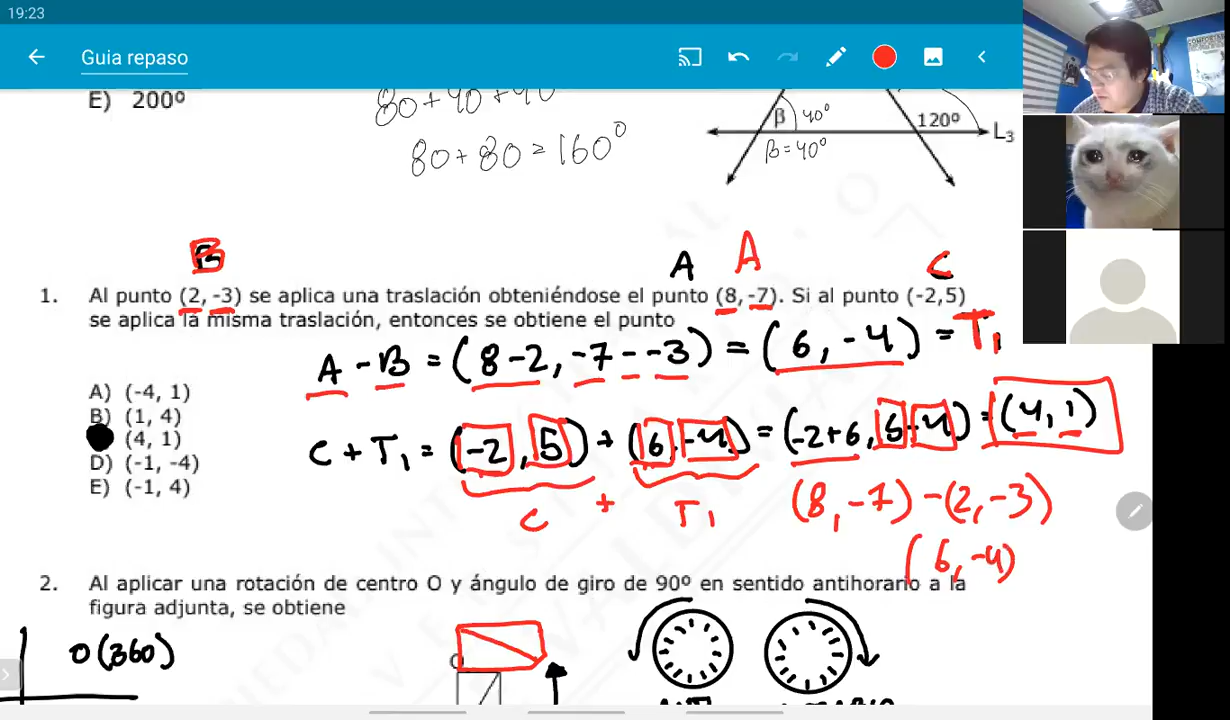 19:23
Guia repaso
E) 200º
80+40+40
80+80=160°
β 40°
β=40°
120º
L3
B
A A C
1. Al punto (2, -3) se aplica una traslación obteniéndose el punto (8, -7). Si al punto (-2,5)
se aplica la misma traslación, entonces se obtiene el punto
A - B = (8-2, -7 - -3) = (6, -4) = T1
A) (-4, 1)
B) (1, 4)
(4, 1)
D) (-1, -4)
E) (-1, 4)
C + T1 = (-2, 5) + (6, -4) = (-2+6, 5-4) = (4, 1)
C + T1
(8, -7) - (2, -3)
(6, -4)
2. Al aplicar una rotación de centro O y ángulo de giro de 90º en sentido antihorario a la
figura adjunta, se obtiene
O (360)
O